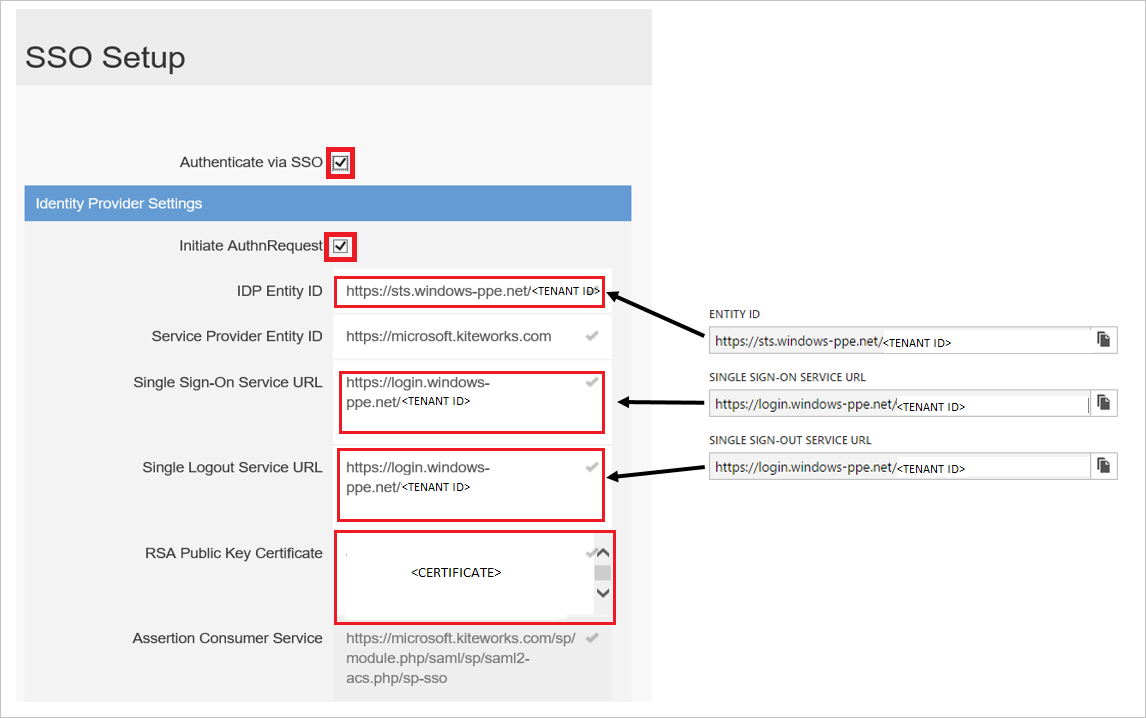 SSO Setup
Authenticate via SSO
Identity Provider Settings
Initiate AuthnRequest
IDP Entity ID
https://sts.windows-ppe.net/<TENANT ID>
Service Provider Entity ID
https://microsoft.kiteworks.com
Single Sign-On Service URL
https://login.windows-
ppe.net/<TENANT ID>
Single Logout Service URL
https://login.windows-
ppe.net/<TENANT ID>
RSA Public Key Certificate
<CERTIFICATE>
Assertion Consumer Service
https://microsoft.kiteworks.com/sp/
module.php/saml/sp/saml2-
acs.php/sp-sso
ENTITY ID
https://sts.windows-ppe.net/<TENANT ID>
SINGLE SIGN-ON SERVICE URL
https://login.windows-ppe.net/<TENANT ID>
SINGLE SIGN-OUT SERVICE URL
https://login.windows-ppe.net/<TENANT ID>